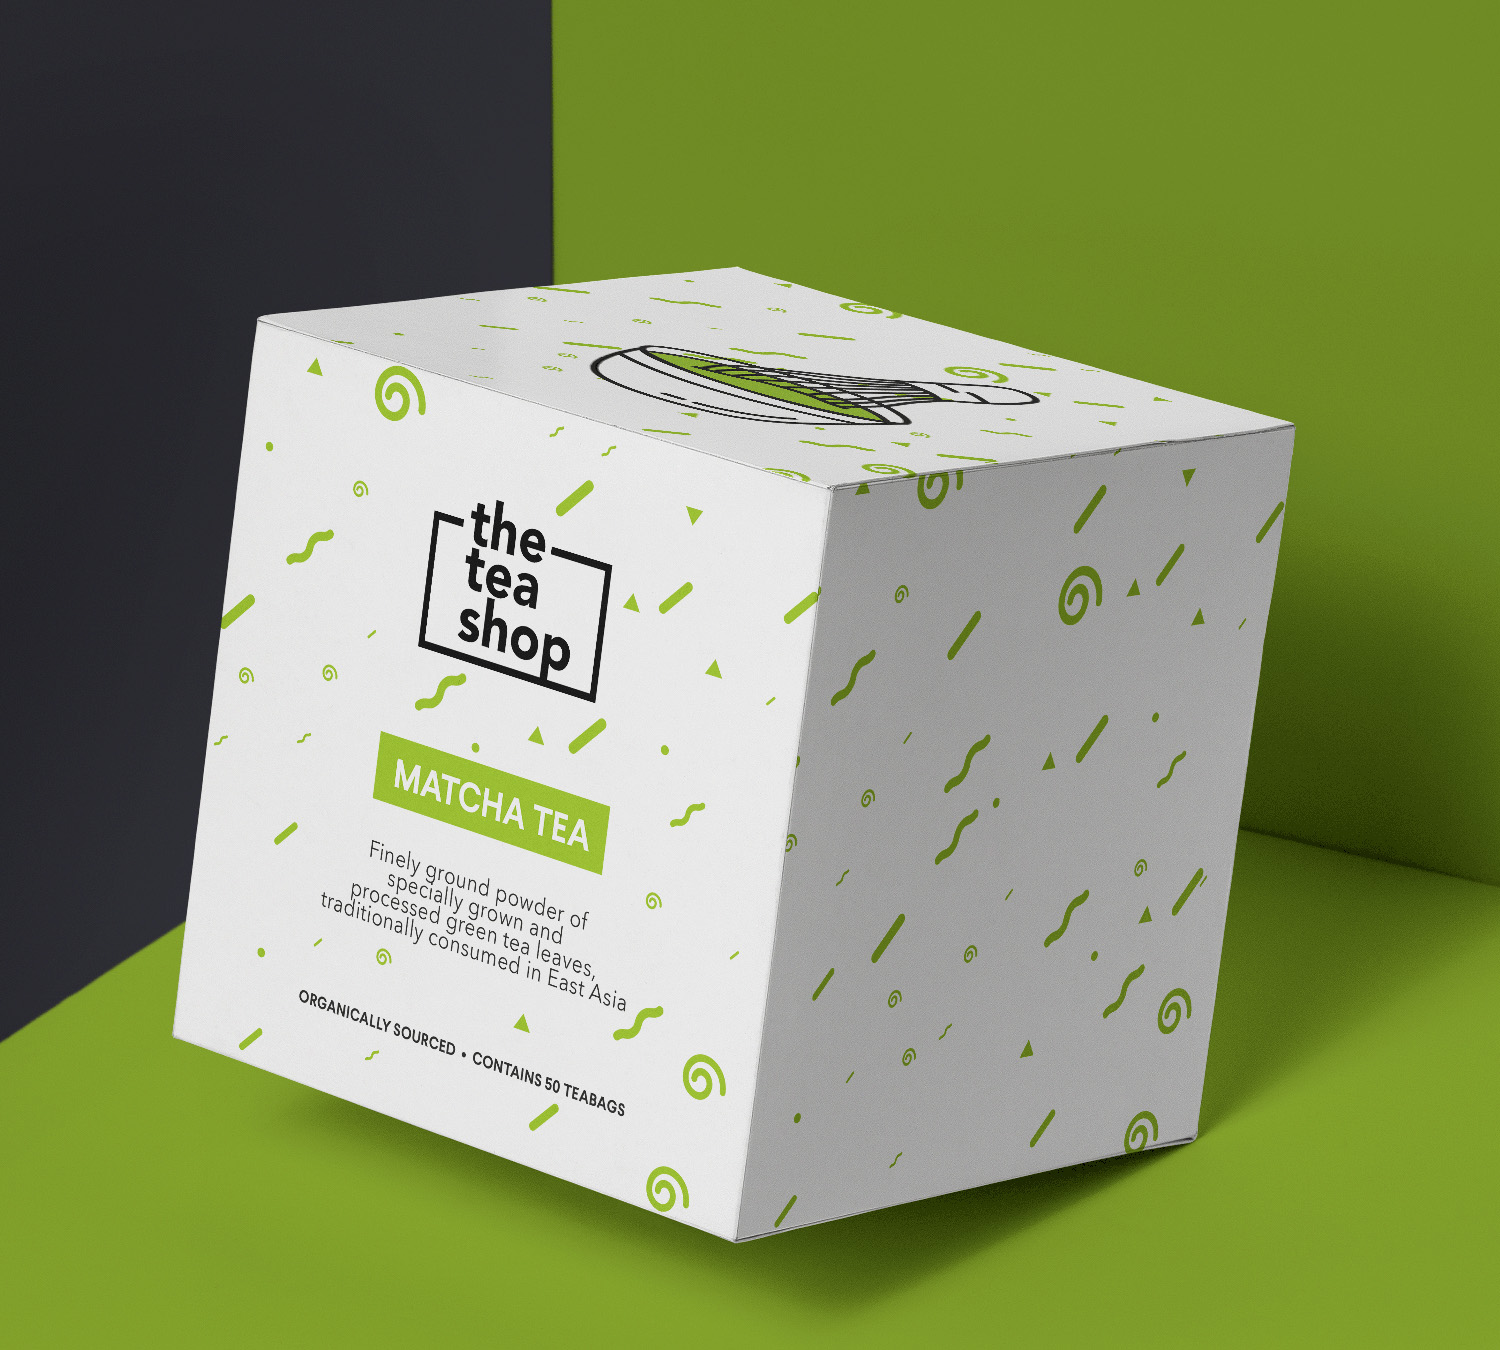 the
tea
shop
MATCHA TEA
Finely ground powder of
specially grown and
processed green tea leaves,
traditionally consumed in East Asia
ORGANICALLY SOURCED • CONTAINS 50 TEABAGS